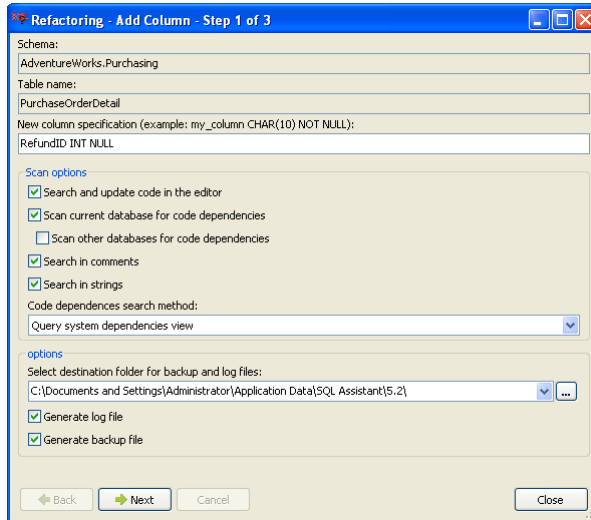 Refactoring - Add Column - Step 1 of 3
Schema:
AdventureWorks.Purchasing
Table name:
PurchaseOrderDetail
New column specification (example: my_column CHAR(10) NOT NULL):
RefundID INT NULL
Scan options
Search and update code in the editor
Scan current database for code dependencies
Scan other databases for code dependencies
Search in comments
Search in strings
Code dependences search method:
Query system dependencies view
options
Select destination folder for backup and log files:
C:\Documents and Settings\Administrator\Application Data\SQL Assistant\5.2\
...
Generate log file
Generate backup file
Back Next Cancel Close